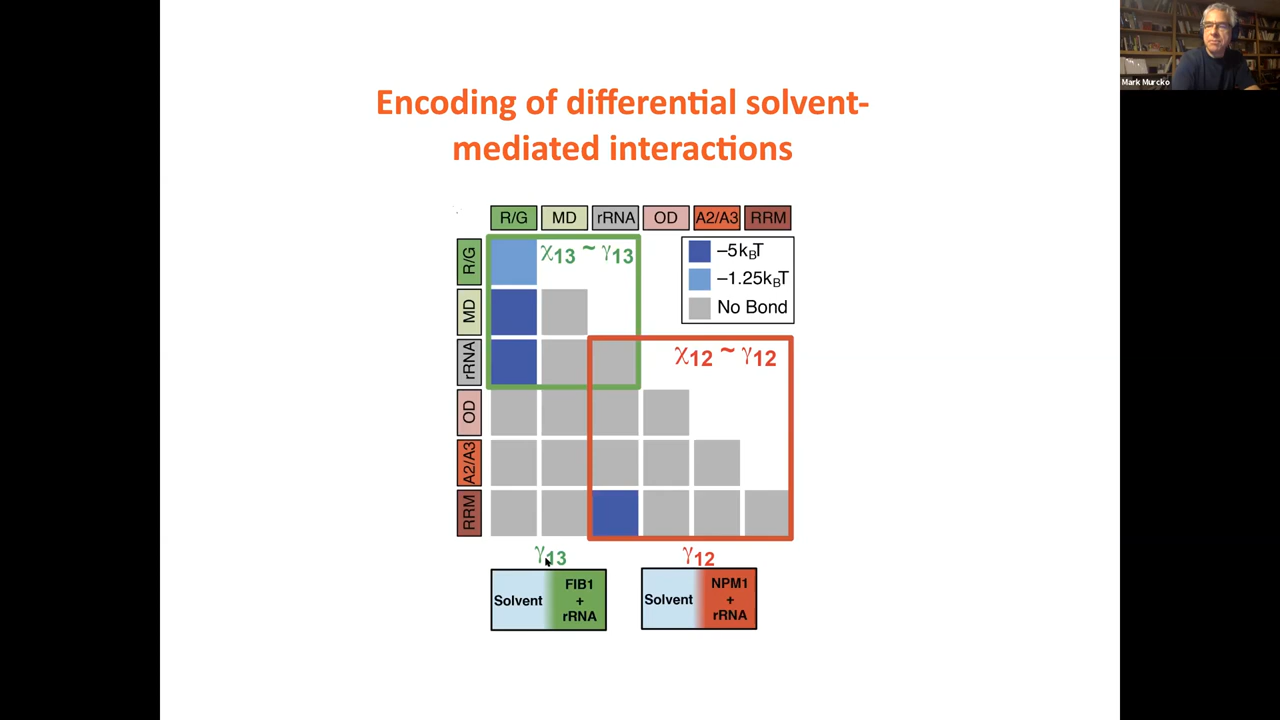 Mark Murcko
Encoding of differential solvent-
mediated interactions
R/G MD rRNA OD A2/A3 RRM
R/G
MD
rRNA
OD
A2/A3
RRM
χ13 ~ γ13
−5kBT
−1.25kBT
No Bond
χ12 ~ γ12
γ13
γ12
Solvent
FIB1
+
rRNA
Solvent
NPM1
+
rRNA